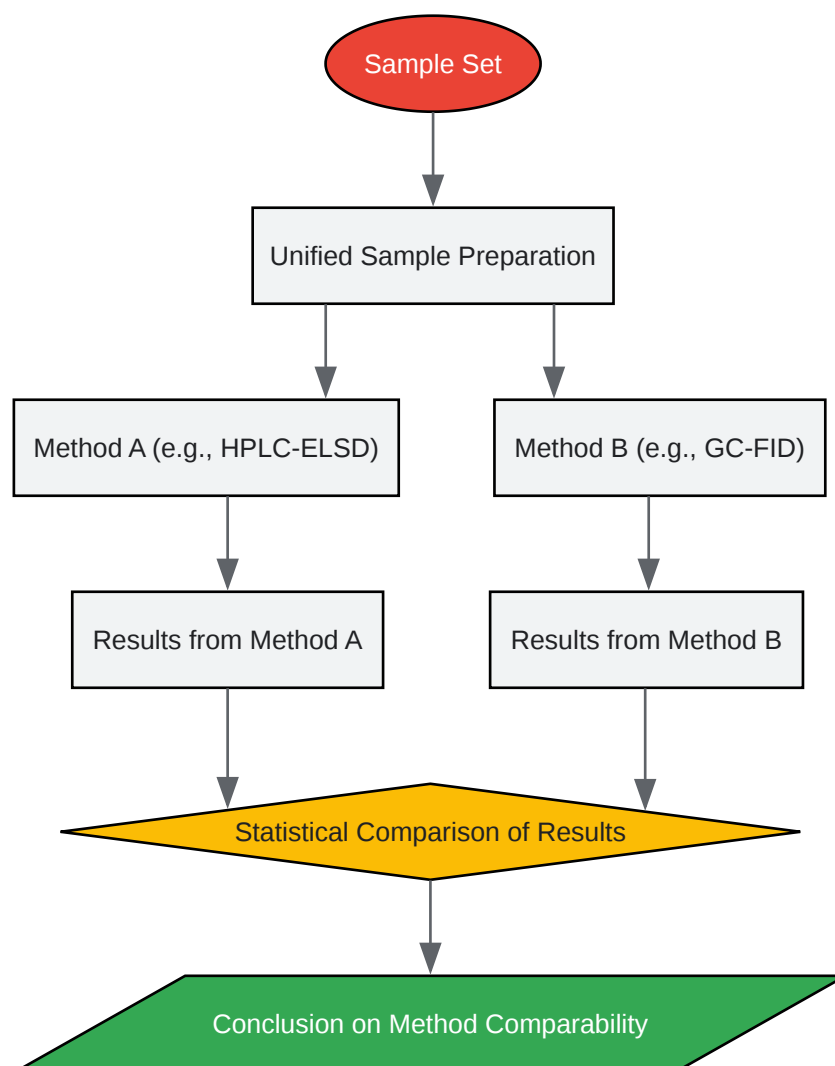 Sample Set
Unified Sample Preparation
Method A (e.g., HPLC-ELSD)
Method B (e.g., GC-FID)
Results from Method A
Results from Method B
Statistical Comparison of Results
Conclusion on Method Comparability